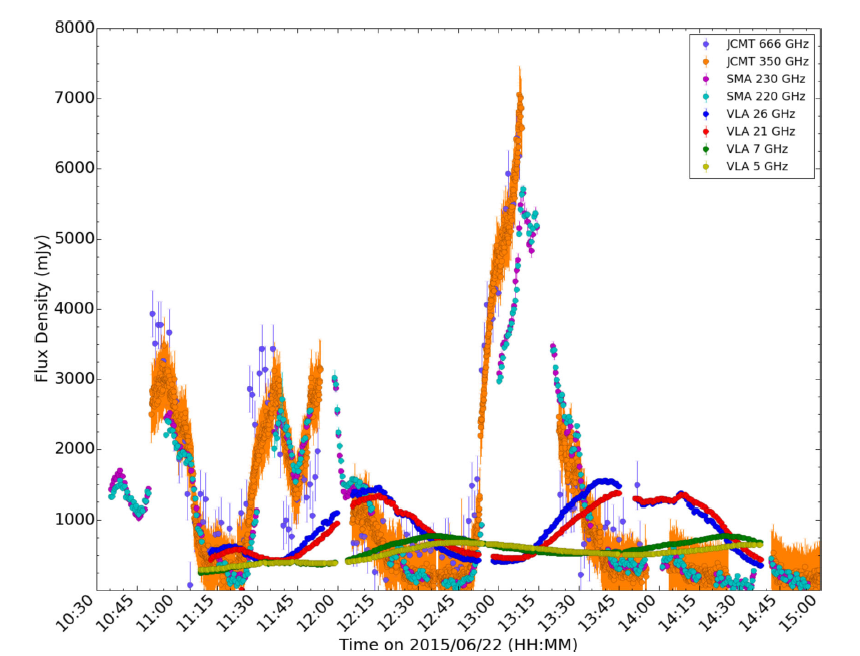 8000
7000
6000
5000
4000
3000
2000
1000
Flux Density (mJy)
JCMT 666 GHz
JCMT 350 GHz
SMA 230 GHz
SMA 220 GHz
VLA 26 GHz
VLA 21 GHz
VLA 7 GHz
VLA 5 GHz
10:30
10:45
11:00
11:15
11:30
11:45
12:00
12:15
12:30
12:45
13:00
13:15
13:30
13:45
14:00
14:15
14:30
14:45
15:00
Time on 2015/06/22 (HH:MM)